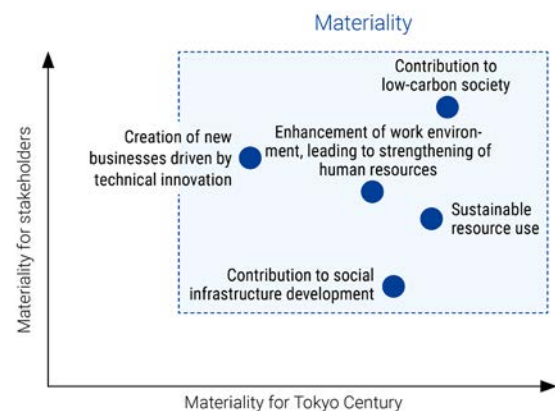 Materiality
Contribution to
low-carbon society
Creation of new
businesses driven by
technical innovation
Enhancement of work environ-
ment, leading to strengthening of
human resources
Sustainable
resource use
Contribution to social
infrastructure development
Materiality for stakeholders
Materiality for Tokyo Century